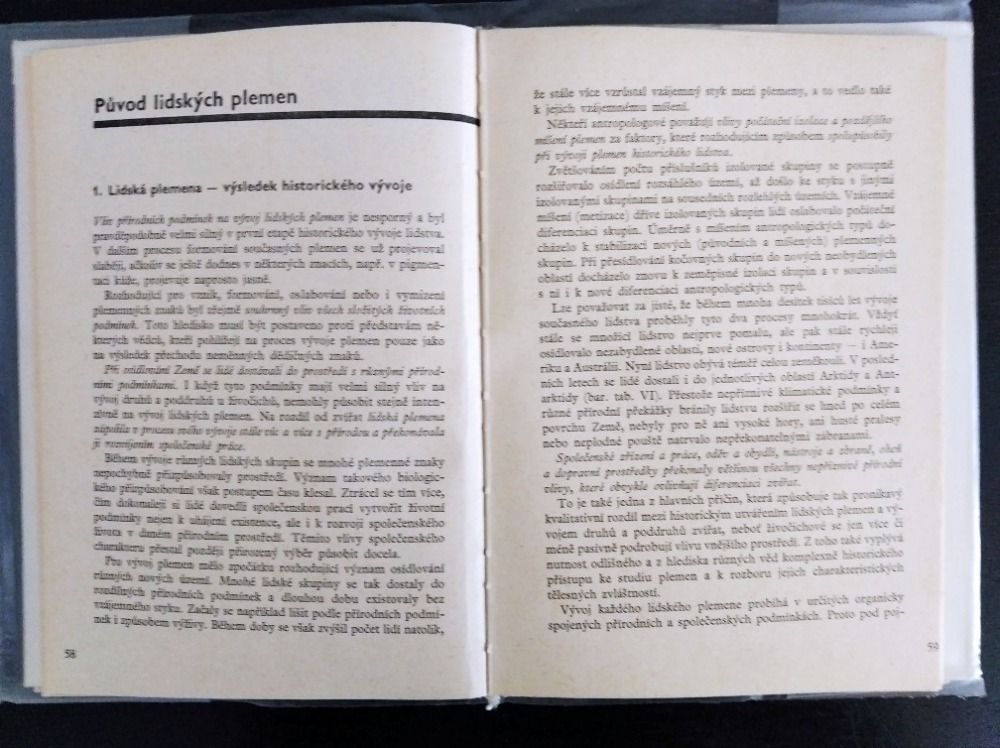 Původ lidských plemen
1. Lidská plemena — výsledek historického vývoje
Vliv přírodních podmínek na vývoj lidských plemen je nesporný a byl
pravděpodobně velmi silný v první etapě historického vývoje lidstva.
V dalším procesu formování současných plemen se už projevoval
slaběji, ačkoliv se ještě dodnes v některých znacích, např. v pigmen-
taci kůže, projevuje naprosto jasně.
Rozhodující pro vznik, formování, oslabování nebo i vymizení
plemenných znaků byl zřejmě souhrnný vliv všech složitých životních
podmínek. Toto hledisko musí být postaveno proti představám ně-
kterých vědců, kteří pohlížejí na proces vývoje plemen pouze jako
na výsledek přechodu neměnných dědičných znaků.
Při osidlování Země se lidé dostávali do prostředí s různými přírod-
ními podmínkami. I když tyto podmínky mají velmi silný vliv na
vývoj druhů a poddruhů u živočichů, nemohly působit stejně inten-
zívně na vývoj lidských plemen. Na rozdíl od zvířat lidská plemena
zápolila v procesu svého vývoje stále víc a více s přírodou a překonávala
ji rozvíjením společenské práce.
Během vývoje různých lidských skupin se mnohé plemenné znaky
nepochybně přizpůsobovaly prostředí. Význam takového biologic-
kého přizpůsobování však postupem času klesal. Ztrácel se tím více,
čím dokonaleji si lidé dovedli společenskou prací vytvořit životní
podmínky nejen k uhájení existence, ale i k rozvoji společenského
života v daném přírodním prostředí. Těmito vlivy společenského
charakteru přestal později přirozený výběr působit docela.
Pro vývoj plemen mělo zpočátku rozhodující význam osídlování
různých nových území. Mnohé lidské skupiny se tak dostaly do
rozdílných přírodních podmínek a dlouhou dobu existovaly bez
vzájemného styku. Začaly se například lišit podle přírodních podmí-
nek i způsobem výživy. Během doby se však zvýšil počet lidí natolik,
58
že stále více vzrůstal vzájemný styk mezi plemeny, a to vedlo také
k jejich vzájemnému míšení.
Někteří antropologové považují vlivy počáteční izolace a pozdějšího
míšení plemen za faktory, které rozhodujícím způsobem spolupůsobily
při vývoji plemen historického lidstva.
Zvětšováním počtu příslušníků izolované skupiny se postupně
rozšiřovalo osídlení rozsáhlého území, až došlo ke styku s jinými
izolovanými skupinami na sousedních rozlehlých územích. Vzájemné
míšení (metizace) dříve izolovaných skupin lidí oslabovalo počáteční
diferenciaci skupin. Úměrně s míšením antropologických typů do-
cházelo k stabilizaci nových (původních a míšených) plemenných
skupin. Při přesídlování kočovných skupin do nových neobydlených
oblastí docházelo znovu k zeměpisné izolaci skupin a v souvislosti
s ní i k nové diferenciaci antropologických typů.
Lze považovat za jisté, že během mnoha desítek tisíců let vývoje
současného lidstva proběhly tyto dva procesy mnohokrát. Vždyť
stále se množící lidstvo nejprve pomalu, ale pak stále rychleji
osídlovalo nezabydlené oblasti, nové ostrovy i kontinenty — i Ame-
riku a Austrálii. Nyní lidstvo obývá téměř celou zeměkouli. V posled-
ních letech se lidé dostali i do jednotlivých oblastí Arktidy a Ant-
arktidy (bar. tab. VI). Přestože nepříznivé klimatické podmínky a
různé přírodní překážky bránily lidstvu rozšířit se hned po celém
povrchu Země, nebyly pro ně ani vysoké hory, ani husté pralesy
nebo neplodné pouště natrvalo nepřekonatelnými zábranami.
Společenské zřízení a práce, oděv a obydlí, nástroje a zbraně, oheň
a dopravní prostředky překonaly většinou všechny nepříznivé přírodní
vlivy, které obvykle ovlivňují diferenciaci zvířat.
To je také jedna z hlavních příčin, která způsobuje tak pronikavý
kvalitativní rozdíl mezi historickým utvářením lidských plemen a vý-
vojem druhů a poddruhů zvířat, neboť živočichové se jen více či
méně pasivně podrobují vlivu vnějšího prostředí. Z toho také vyplývá
nutnost odlišného a z hlediska různých věd komplexně historického
přístupu ke studiu plemen a k rozboru jejich charakteristických
tělesných zvláštností.
Vývoj každého lidského plemene probíhá v určitých organicky
spojených přírodních a společenských podmínkách. Proto pod poj-
59